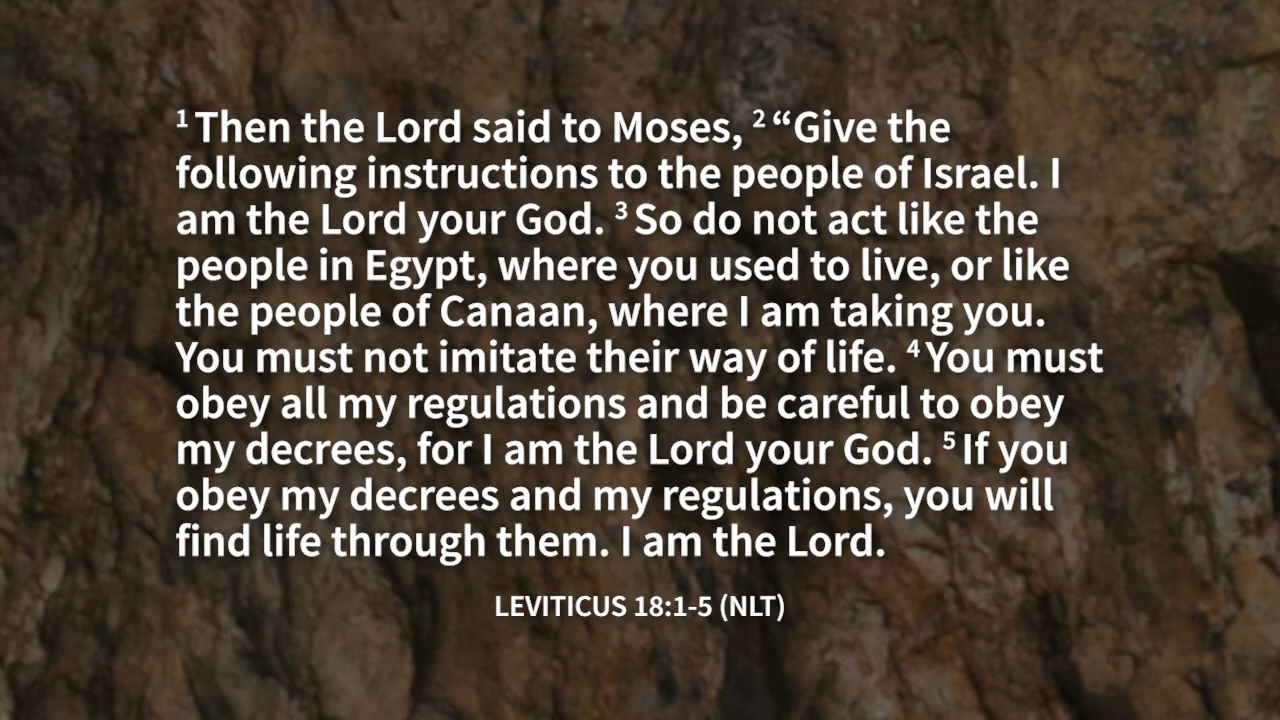 ¹ Then the Lord said to Moses, ² “Give the
following instructions to the people of Israel. I
am the Lord your God. ³ So do not act like the
people in Egypt, where you used to live, or like
the people of Canaan, where I am taking you.
You must not imitate their way of life. ⁴ You must
obey all my regulations and be careful to obey
my decrees, for I am the Lord your God. ⁵ If you
obey my decrees and my regulations, you will
find life through them. I am the Lord.
LEVITICUS 18:1-5 (NLT)